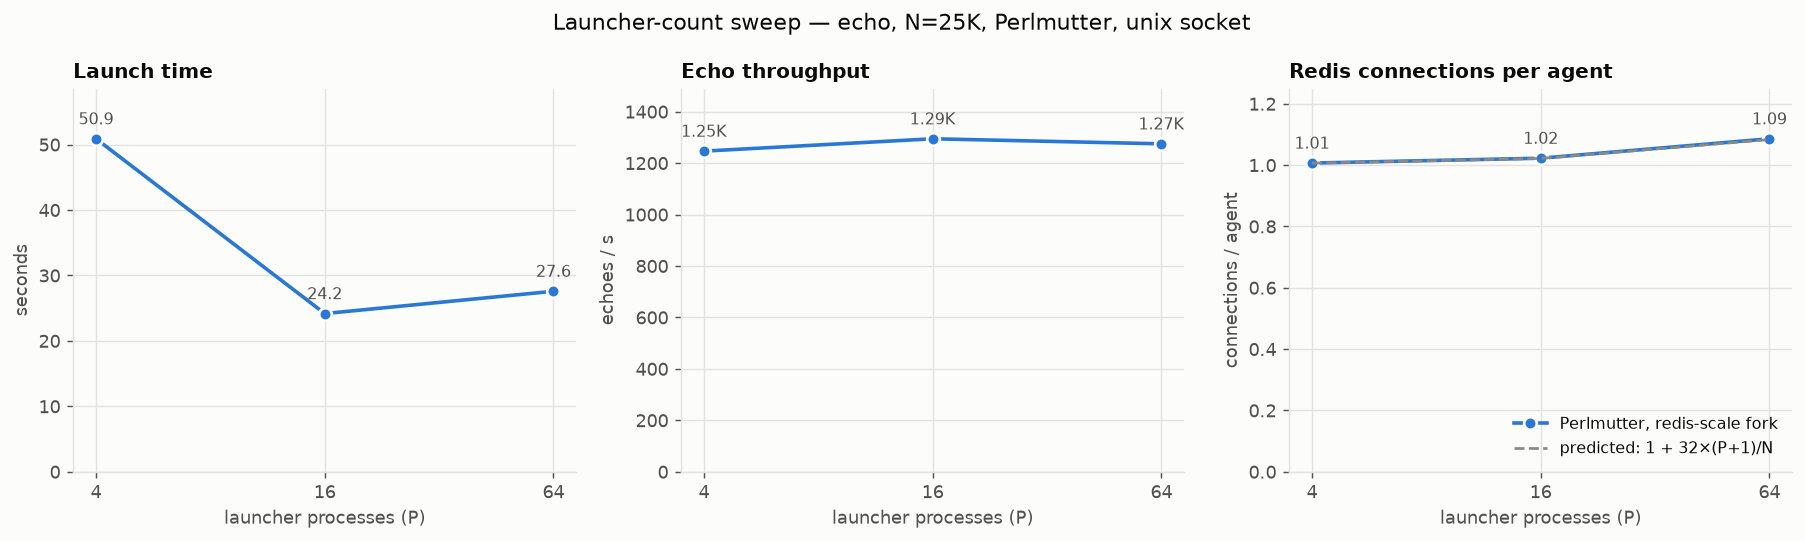 Launcher-count sweep — echo, N=25K, Perlmutter, unix socket
Launch time
50.9
24.2
27.6
50
40
30
20
10
0
seconds
4
16
64
launcher processes (P)
Echo throughput
1.25K
1.29K
1.27K
1400
1200
1000
800
600
400
200
0
echoes / s
4
16
64
launcher processes (P)
Redis connections per agent
1.01
1.02
1.09
1.2
1.0
0.8
0.6
0.4
0.2
0.0
connections / agent
Perlmutter, redis-scale fork
predicted: 1 + 32×(P+1)/N
4
16
64
launcher processes (P)